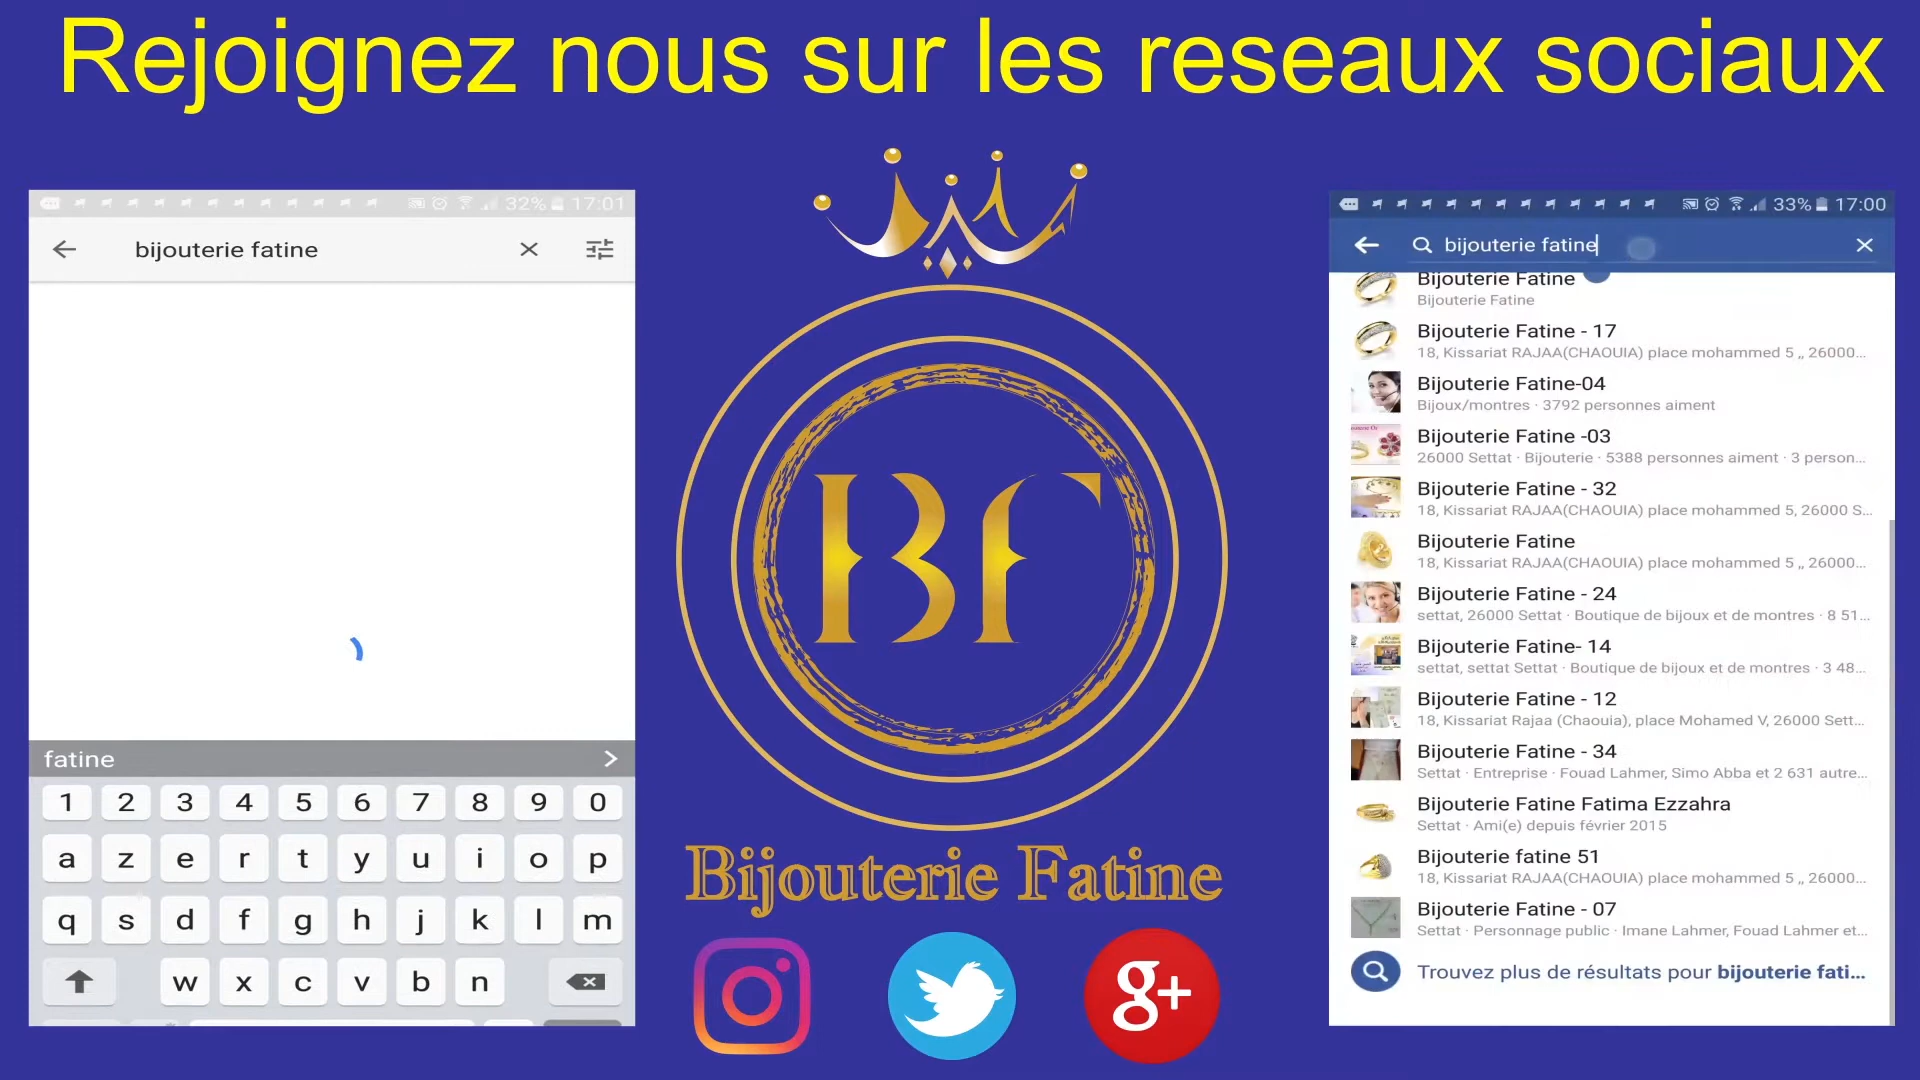 Rejoignez nous sur les reseaux sociaux
32% 17:01
bijouterie fatine
fatine
1 2 3 4 5 6 7 8 9 0
a z e r t y u i o p
q s d f g h j k l m
w x c v b n
BF
Bijouterie Fatine
g+
33% 17:00
bijouterie fatine
Bijouterie Fatine
Bijouterie Fatine
Bijouterie Fatine - 17
18, Kissariat RAJAA(CHAOUIA) place mohammed 5 ,, 26000...
Bijouterie Fatine-04
Bijoux/montres · 3792 personnes aiment
Bijouterie Fatine -03
26000 Settat · Bijouterie · 5388 personnes aiment · 3 person...
Bijouterie Fatine - 32
18, Kissariat RAJAA(CHAOUIA) place mohammed 5, 26000 S...
Bijouterie Fatine
18, Kissariat RAJAA(CHAOUIA) place mohammed 5 ,, 26000...
Bijouterie Fatine - 24
settat, 26000 Settat · Boutique de bijoux et de montres · 8 51...
Bijouterie Fatine- 14
settat, settat Settat · Boutique de bijoux et de montres · 3 48...
Bijouterie Fatine - 12
18, Kissariat Rajaa (Chaouia), place Mohamed V, 26000 Sett...
Bijouterie Fatine - 34
Settat · Entreprise · Fouad Lahmer, Simo Abba et 2 631 autre...
Bijouterie Fatine Fatima Ezzahra
Settat · Ami(e) depuis février 2015
Bijouterie fatine 51
18, Kissariat RAJAA(CHAOUIA) place mohammed 5 ,, 26000...
Bijouterie Fatine - 07
Settat · Personnage public · Imane Lahmer, Fouad Lahmer et...
Trouvez plus de résultats pour bijouterie fati...